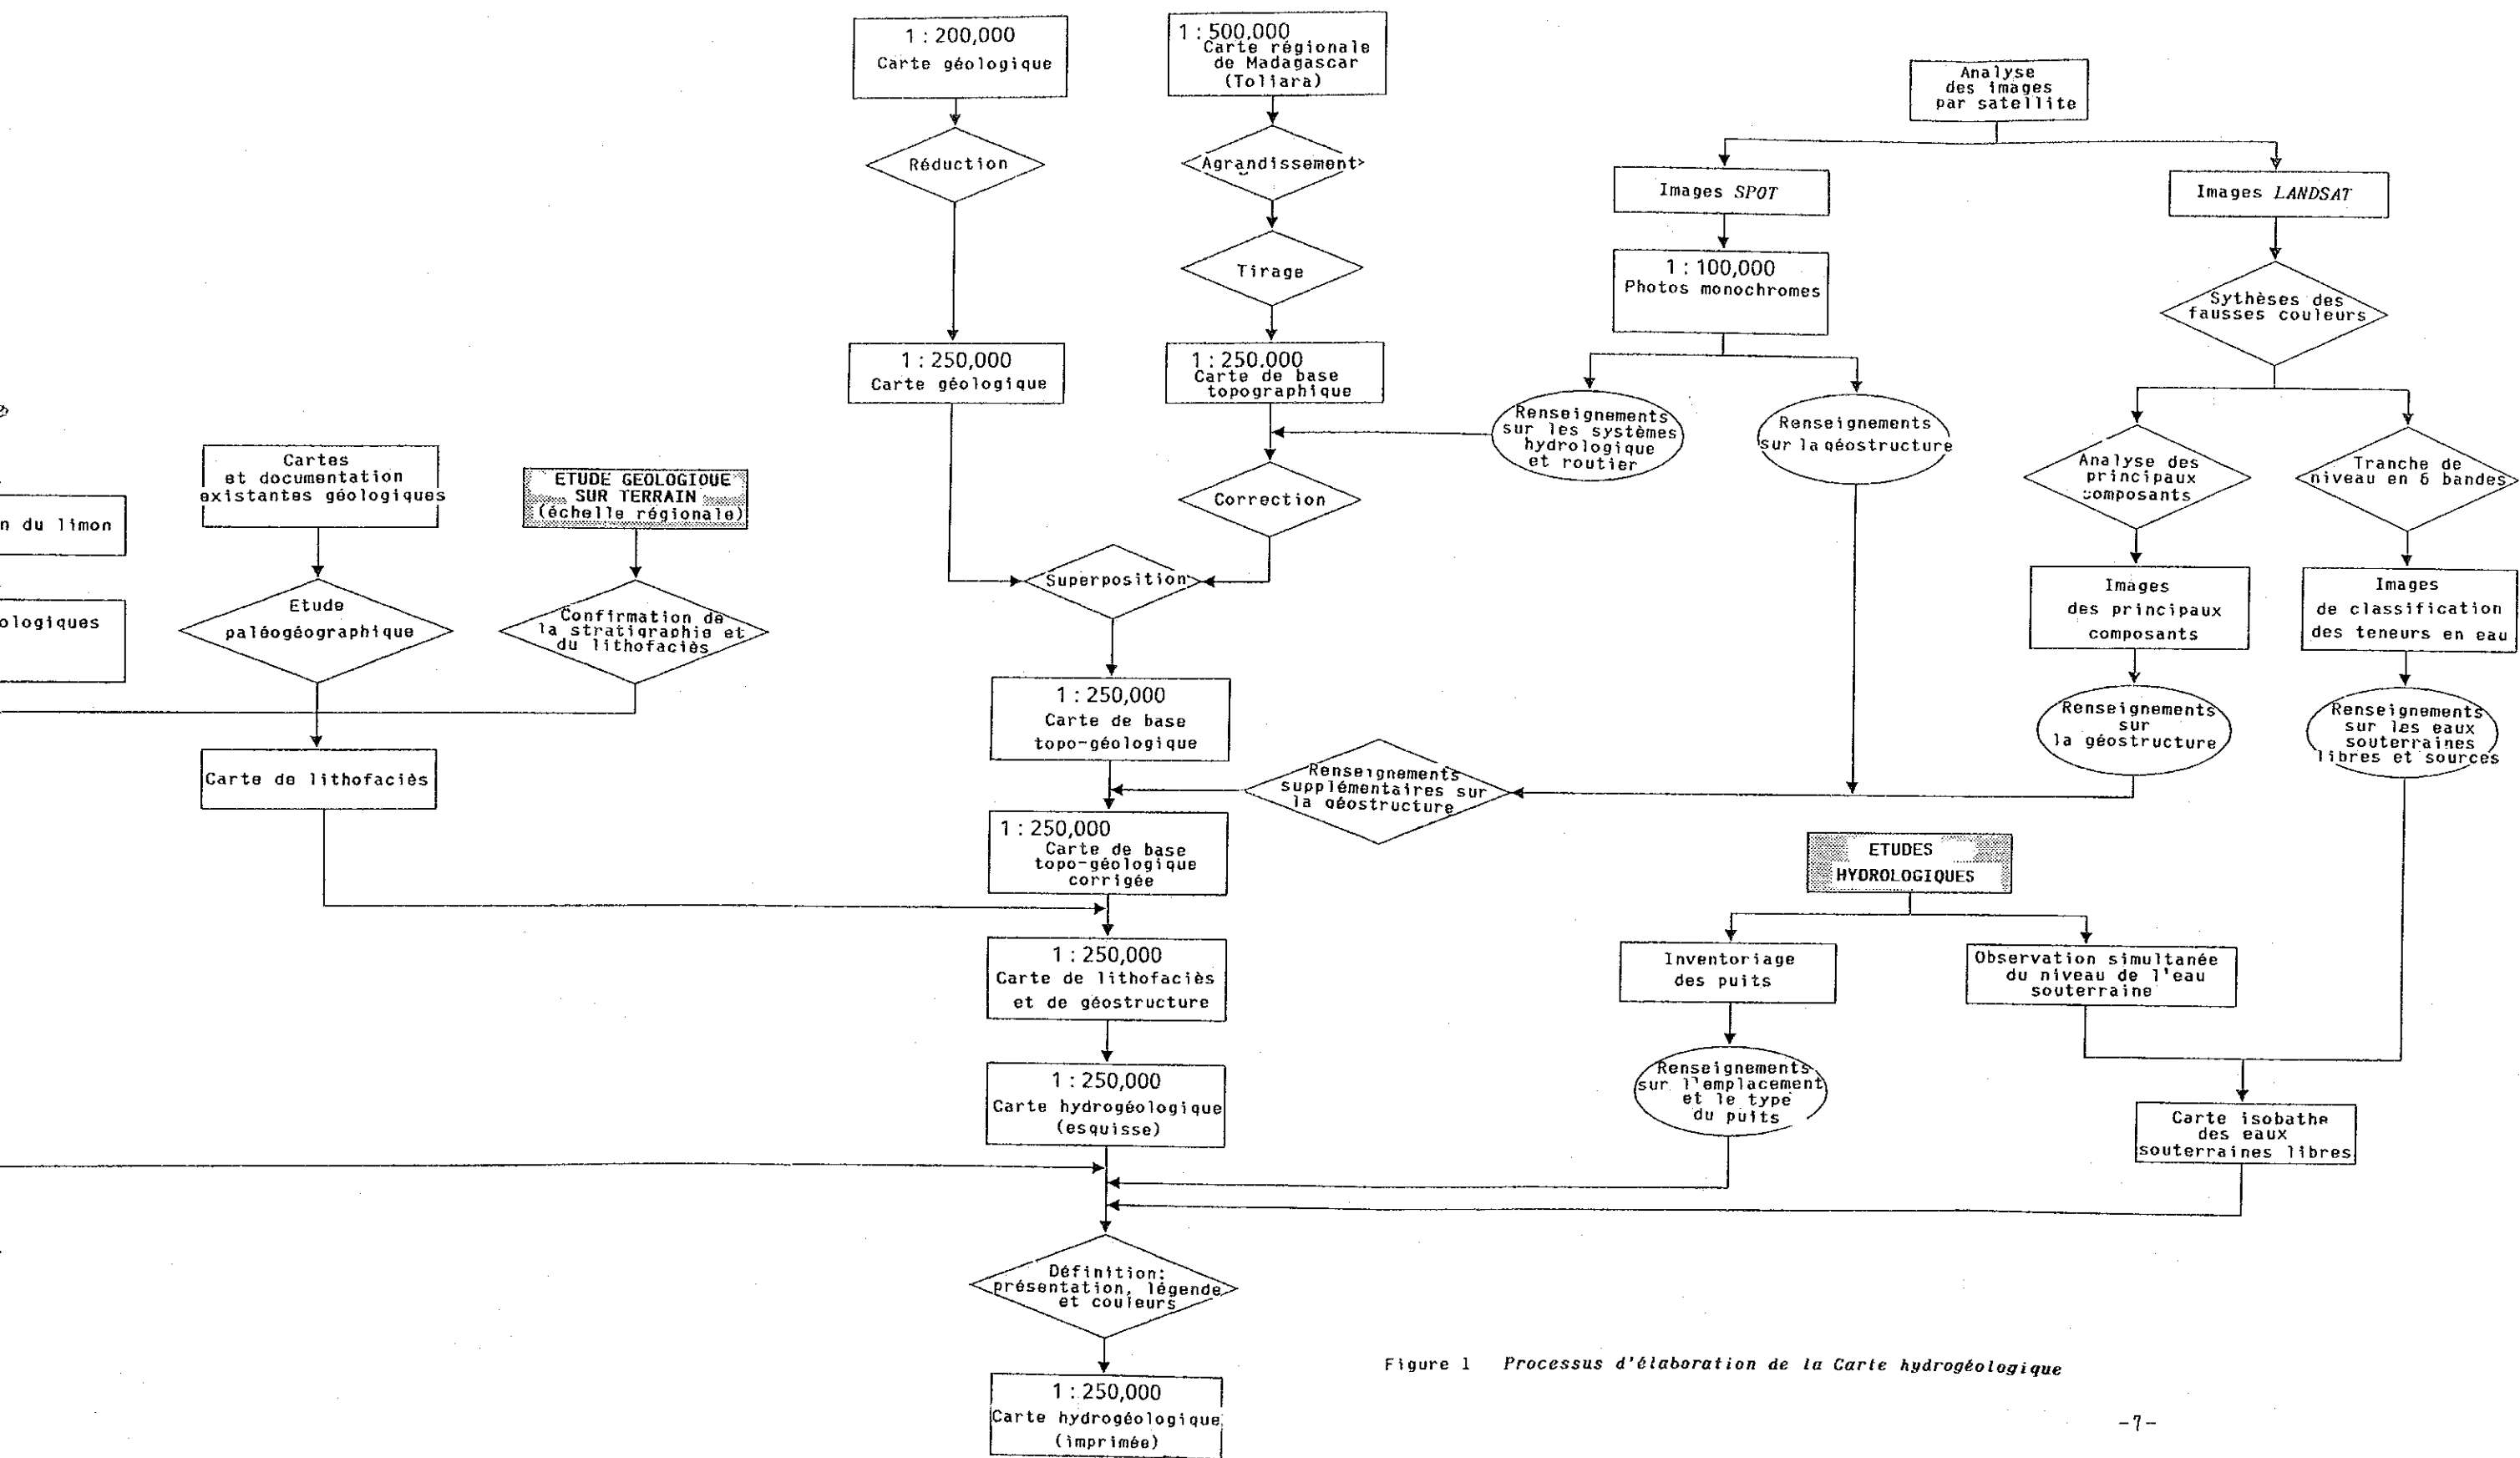 1 : 200,000
Carte géologique
1 : 500,000
Carte régionale
de Madagascar
(Toliara)
Analyse
des images
par satellite
Réduction
Agrandissement
Images SPOT
Images LANDSAT
Tirage
1 : 100,000
Photos monochromes
Sythèses des
fausses couleurs
1 : 250,000
Carte géologique
1 : 250.000
Carte de base
topographique
Renseignements
sur les systèmes
hydrologique
et routier
Renseignements
sur la géostructure
Cartes
et documentation
existantes géologiques
ETUDE GEOLOGIQUE
SUR TERRAIN
(échelle régionale)
Correction
Analyse des
principaux
composants
Tranche de
niveau en 6 bandes
n du limon
ologiques
Etude
paléogéographique
Confirmation de
la stratigraphie et
du lithofaciès
Superposition
Images
des principaux
composants
Images
de classification
des teneurs en eau
1 : 250,000
Carte de base
topo-géologique
Renseignements
sur
la géostructure
Renseignements
sur les eaux
souterraines
libres et sources
Carte de lithofaciès
Renseignements
supplémentaires sur
la géostructure
1 : 250,000
Carte de base
topo-géologique
corrigée
ETUDES
HYDROLOGIQUES
1 : 250,000
Carte de lithofaciès
et de géostructure
Inventoriage
des puits
Observation simultanée
du niveau de l'eau
souterraine
1 : 250,000
Carte hydrogéologique
(esquisse)
Renseignements
sur l'emplacement
et le type
du puits
Carte isobathe
des eaux
souterraines libres
Définition:
présentation, légende
et couleurs
1 : 250,000
Carte hydrogéologique
(imprimée)
Figure 1 Processus d'élaboration de la Carte hydrogéologique
-7-